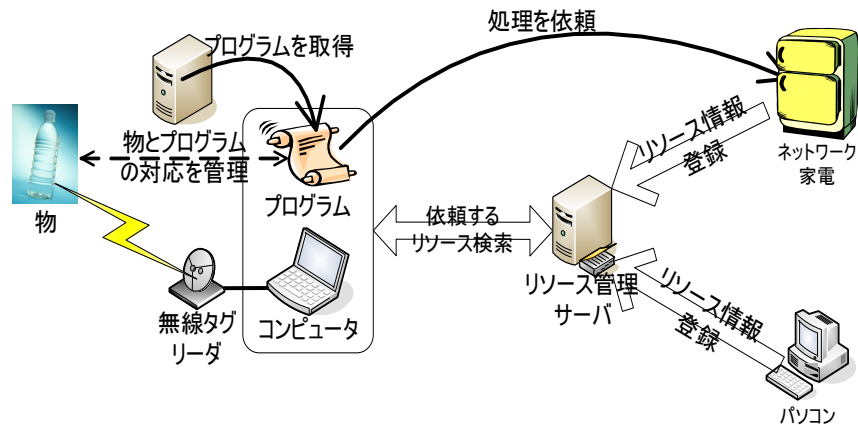 処理を依頼
プログラムを取得
物とプログラム
の対応を管理
物
プログラム
依頼する
リソース検索
リソース情報
登録
ネットワーク
家電
無線タグ
リーダ
コンピュータ
リソース管理
サーバ
リソース情報
登録
パソコン